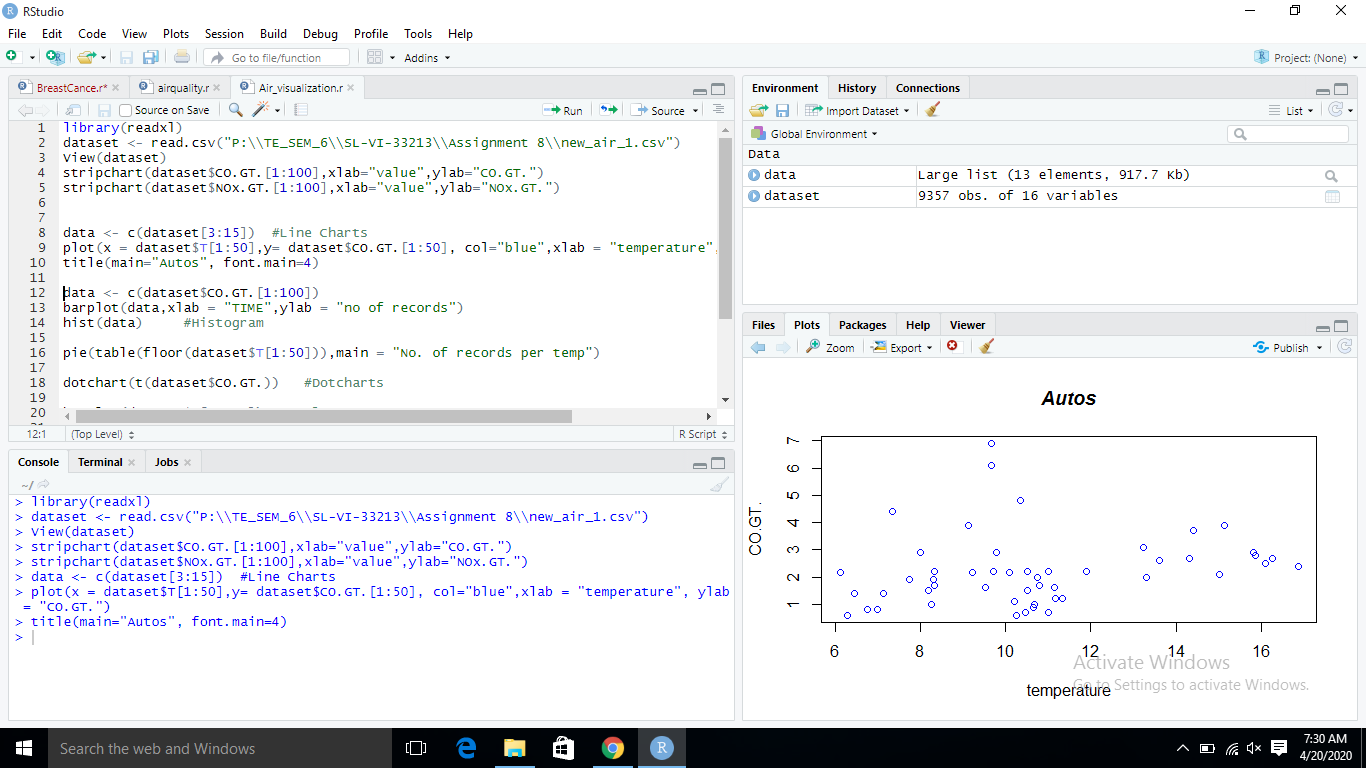 RStudio
File Edit Code View Plots Session Build Debug Profile Tools Help
Go to file/function Addins Project: (None)
BreastCance.r* airquality.r Air_visualization.r
Source on Save Run Source
1 library(readxl)
2 dataset <- read.csv("P:\\TE_SEM_6\\SL-VI-33213\\Assignment 8\\new_air_1.csv")
3 View(dataset)
4 stripchart(dataset$CO.GT.[1:100],xlab="value",ylab="CO.GT.")
5 stripchart(dataset$NOx.GT.[1:100],xlab="value",ylab="NOx.GT.")
6
7
8 data <- c(dataset[3:15])  #Line Charts
9 plot(x = dataset$T[1:50],y= dataset$CO.GT.[1:50], col="blue",xlab = "temperature",
10 title(main="Autos", font.main=4)
11
12 data <- c(dataset$CO.GT.[1:100])
13 barplot(data,xlab = "TIME",ylab = "no of records")
14 hist(data)     #Histogram
15
16 pie(table(floor(dataset$T[1:50])),main = "No. of records per temp")
17
18 dotchart(t(dataset$CO.GT.))   #Dotcharts
19
20
12:1 (Top Level) R Script
Console Terminal Jobs
~/
> library(readxl)
> dataset <- read.csv("P:\\TE_SEM_6\\SL-VI-33213\\Assignment 8\\new_air_1.csv")
> View(dataset)
> stripchart(dataset$CO.GT.[1:100],xlab="value",ylab="CO.GT.")
> stripchart(dataset$NOx.GT.[1:100],xlab="value",ylab="NOx.GT.")
> data <- c(dataset[3:15])  #Line Charts
> plot(x = dataset$T[1:50],y= dataset$CO.GT.[1:50], col="blue",xlab = "temperature", ylab
 = "CO.GT.")
> title(main="Autos", font.main=4)
>
Environment History Connections
Import Dataset List
Global Environment
Data
data Large list (13 elements, 917.7 Kb)
dataset 9357 obs. of 16 variables
Files Plots Packages Help Viewer
Zoom Export Publish
Autos
CO.GT.
7
6
5
4
3
2
1
6 8 10 12 14 16
temperature
Activate Windows
Go to Settings to activate Windows.
Search the web and Windows
R
7:30 AM
4/20/2020